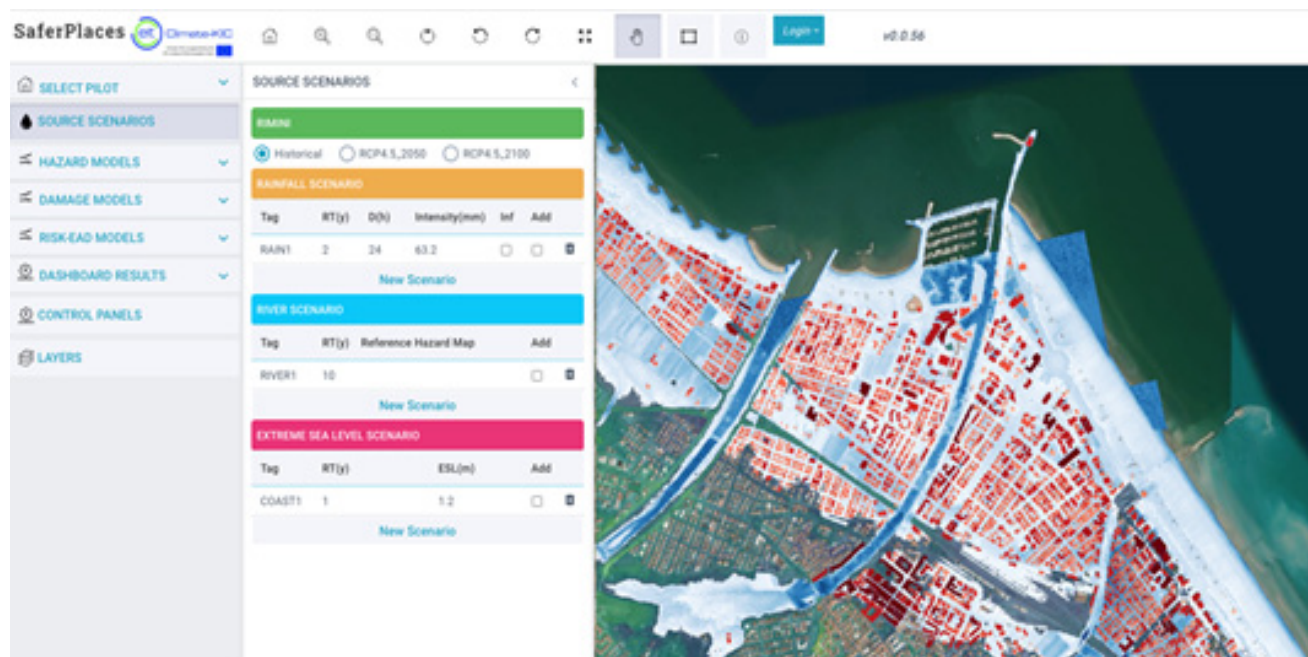 SaferPlaces eit Climate-KIC
Login
v0.0.56
SELECT PILOT
SOURCE SCENARIOS
HAZARD MODELS
DAMAGE MODELS
RISK-EAD MODELS
DASHBOARD RESULTS
CONTROL PANELS
LAYERS
SOURCE SCENARIOS
RIMINI
Historical RCP4.5_2050 RCP4.5_2100
RAINFALL SCENARIO
Tag RT(y) D(h) Intensity(mm) Inf Add
RAIN1 2 24 63.2
New Scenario
RIVER SCENARIO
Tag RT(y) Reference Hazard Map Add
RIVER1 10
New Scenario
EXTREME SEA LEVEL SCENARIO
Tag RT(y) ESL(m) Add
COAST1 1 1.2
New Scenario